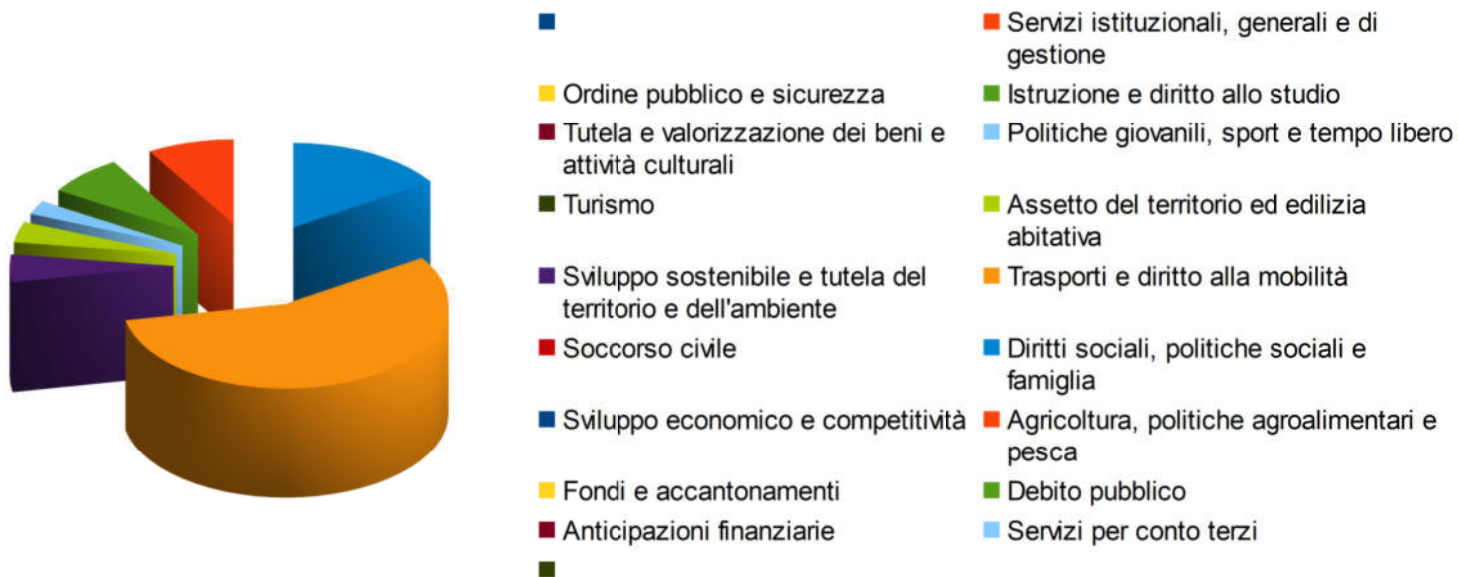 Servizi istituzionali, generali e di
gestione
Ordine pubblico e sicurezza
Istruzione e diritto allo studio
Tutela e valorizzazione dei beni e
attività culturali
Politiche giovanili, sport e tempo libero
Turismo
Assetto del territorio ed edilizia
abitativa
Sviluppo sostenibile e tutela del
territorio e dell'ambiente
Trasporti e diritto alla mobilità
Soccorso civile
Diritti sociali, politiche sociali e
famiglia
Sviluppo economico e competitività
Agricoltura, politiche agroalimentari e
pesca
Fondi e accantonamenti
Debito pubblico
Anticipazioni finanziarie
Servizi per conto terzi